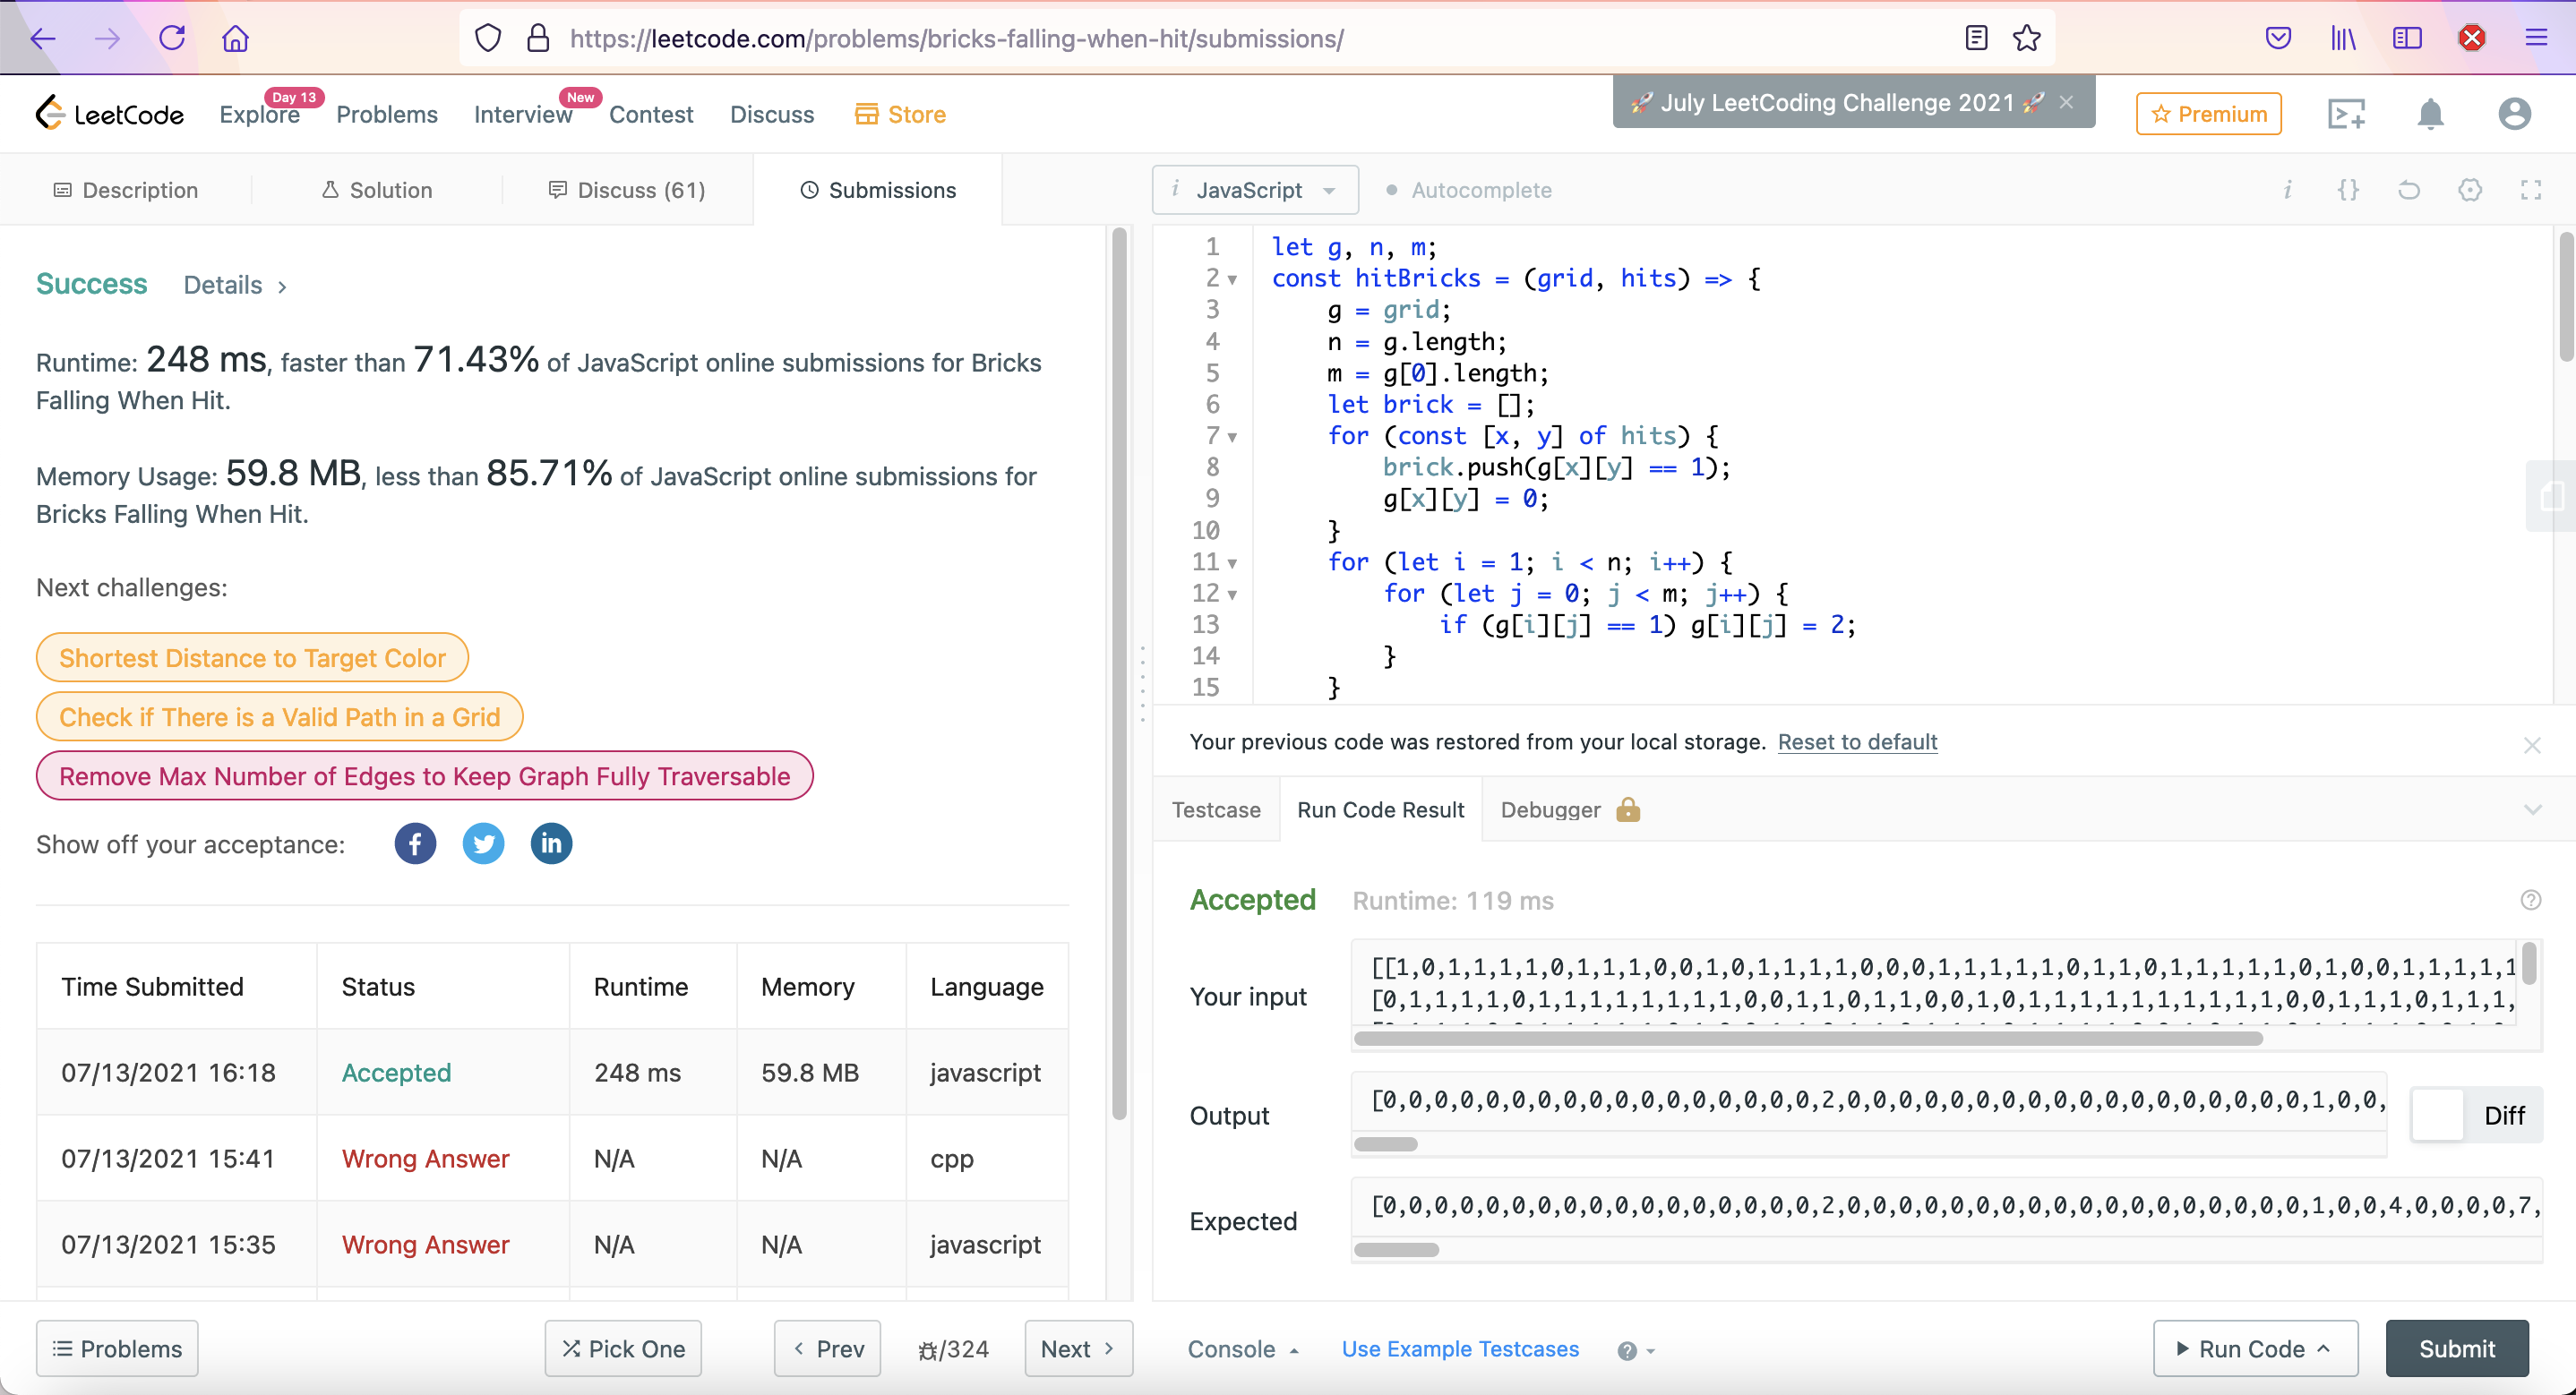 https://leetcode.com/problems/bricks-falling-when-hit/submissions/
LeetCode
Explore
Day 13
Problems
Interview
New
Contest
Discuss
Store
🚀 July LeetCoding Challenge 2021 🚀
Premium
Description
Solution
Discuss (61)
Submissions
Success Details >
Runtime: 248 ms, faster than 71.43% of JavaScript online submissions for Bricks
Falling When Hit.
Memory Usage: 59.8 MB, less than 85.71% of JavaScript online submissions for
Bricks Falling When Hit.
Next challenges:
Shortest Distance to Target Color
Check if There is a Valid Path in a Grid
Remove Max Number of Edges to Keep Graph Fully Traversable
Show off your acceptance:
Time Submitted Status Runtime Memory Language
07/13/2021 16:18 Accepted 248 ms 59.8 MB javascript
07/13/2021 15:41 Wrong Answer N/A N/A cpp
07/13/2021 15:35 Wrong Answer N/A N/A javascript
Problems
Pick One
< Prev
/324
Next >
i JavaScript
Autocomplete
1 let g, n, m;
2 const hitBricks = (grid, hits) => {
3 g = grid;
4 n = g.length;
5 m = g[0].length;
6 let brick = [];
7 for (const [x, y] of hits) {
8 brick.push(g[x][y] == 1);
9 g[x][y] = 0;
10 }
11 for (let i = 1; i < n; i++) {
12 for (let j = 0; j < m; j++) {
13 if (g[i][j] == 1) g[i][j] = 2;
14 }
15 }
Your previous code was restored from your local storage. Reset to default
Testcase
Run Code Result
Debugger
Accepted Runtime: 119 ms
Your input
[[1,0,1,1,1,1,0,1,1,1,0,0,1,0,1,1,1,1,0,0,0,1,1,1,1,1,0,1,1,0,1,1,1,1,1,0,1,0,0,1,1,1,1,1
[0,1,1,1,1,0,1,1,1,1,1,1,1,1,0,0,1,1,0,1,1,0,0,1,0,1,1,1,1,1,1,1,1,1,1,0,0,1,1,1,0,1,1,1,
Output
[0,0,0,0,0,0,0,0,0,0,0,0,0,0,0,0,0,2,0,0,0,0,0,0,0,0,0,0,0,0,0,0,0,0,0,0,1,0,0,
Diff
Expected
[0,0,0,0,0,0,0,0,0,0,0,0,0,0,0,0,0,2,0,0,0,0,0,0,0,0,0,0,0,0,0,0,0,0,0,0,1,0,0,4,0,0,0,0,7,
Console
Use Example Testcases
Run Code
Submit